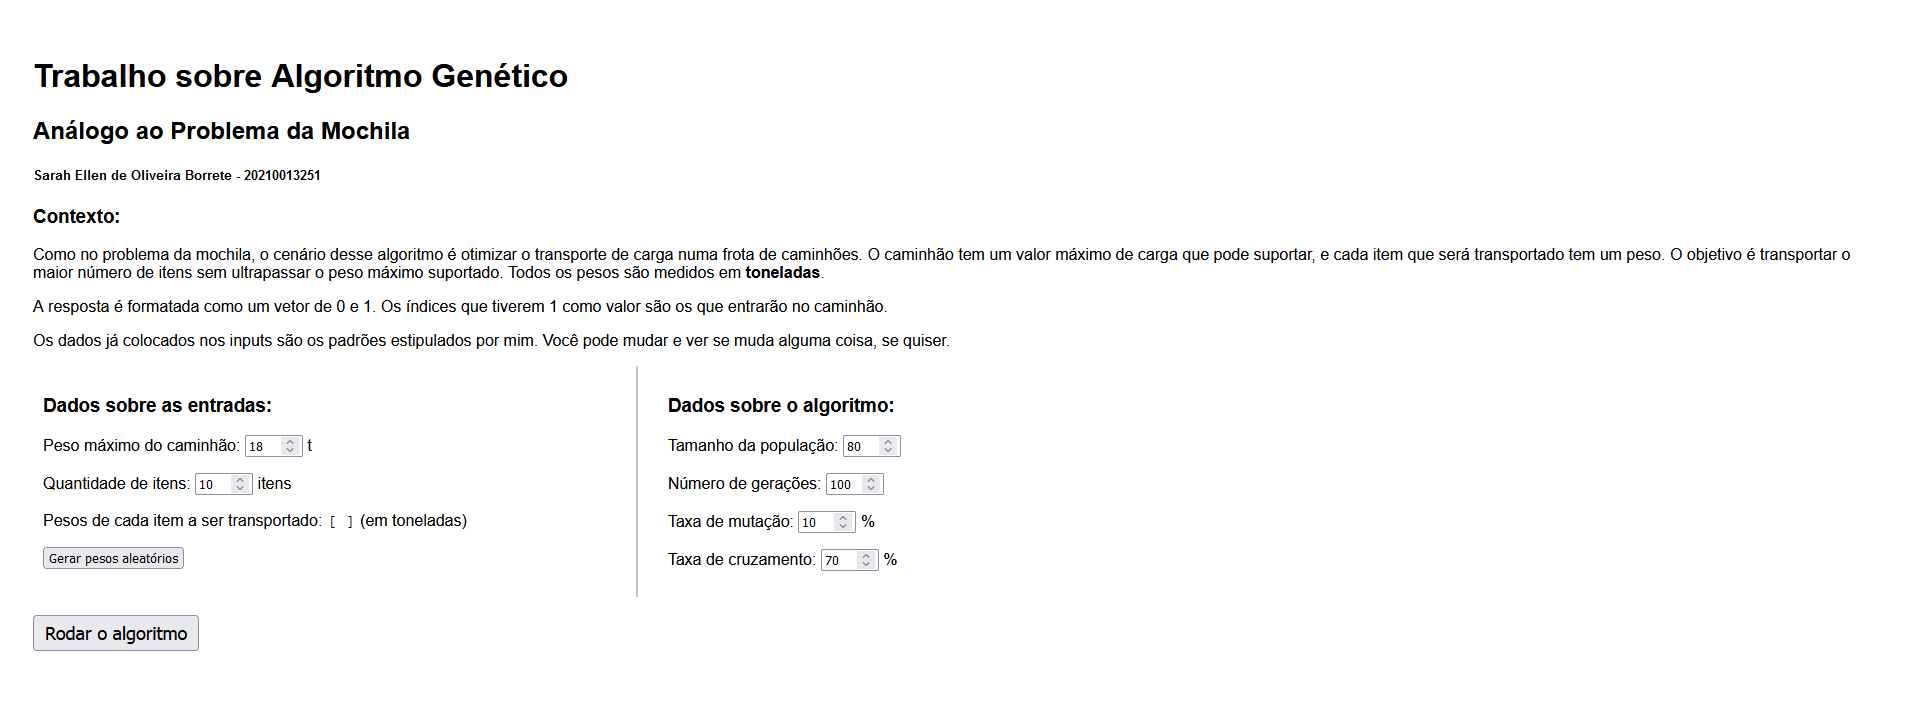 Trabalho sobre Algoritmo Genético
Análogo ao Problema da Mochila
Sarah Ellen de Oliveira Borrete - 20210013251
Contexto:
Como no problema da mochila, o cenário desse algoritmo é otimizar o transporte de carga numa frota de caminhões. O caminhão tem um valor máximo de carga que pode suportar, e cada item que será transportado tem um peso. O objetivo é transportar o
maior número de itens sem ultrapassar o peso máximo suportado. Todos os pesos são medidos em toneladas.
A resposta é formatada como um vetor de 0 e 1. Os índices que tiverem 1 como valor são os que entrarão no caminhão.
Os dados já colocados nos inputs são os padrões estipulados por mim. Você pode mudar e ver se muda alguma coisa, se quiser.
Dados sobre as entradas:
Peso máximo do caminhão: 18 t
Quantidade de itens: 10 itens
Pesos de cada item a ser transportado: [ ] (em toneladas)
Gerar pesos aleatórios
Dados sobre o algoritmo:
Tamanho da população: 80
Número de gerações: 100
Taxa de mutação: 10 %
Taxa de cruzamento: 70 %
Rodar o algoritmo